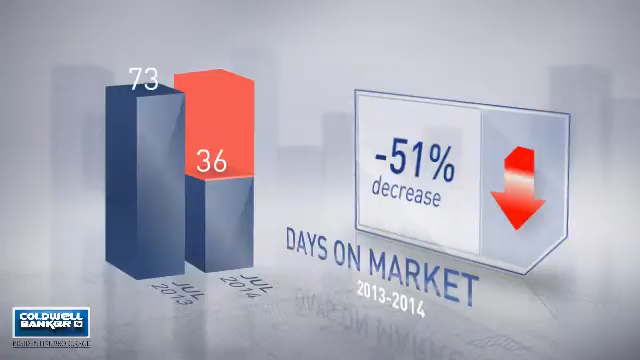 73
36
JUL
2013
JUL
2014
-51%
decrease
DAYS ON MARKET
2013-2014
COLDWELL
BANKER